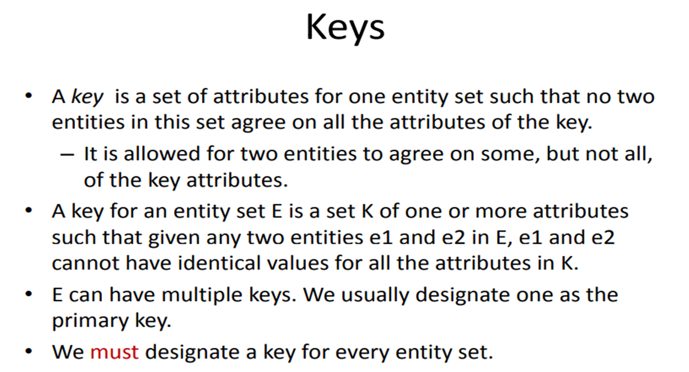 Keys
• A key is a set of attributes for one entity set such that no two
entities in this set agree on all the attributes of the key.
– It is allowed for two entities to agree on some, but not all,
of the key attributes.
• A key for an entity set E is a set K of one or more attributes
such that given any two entities e1 and e2 in E, e1 and e2
cannot have identical values for all the attributes in K.
• E can have multiple keys. We usually designate one as the
primary key.
• We must designate a key for every entity set.